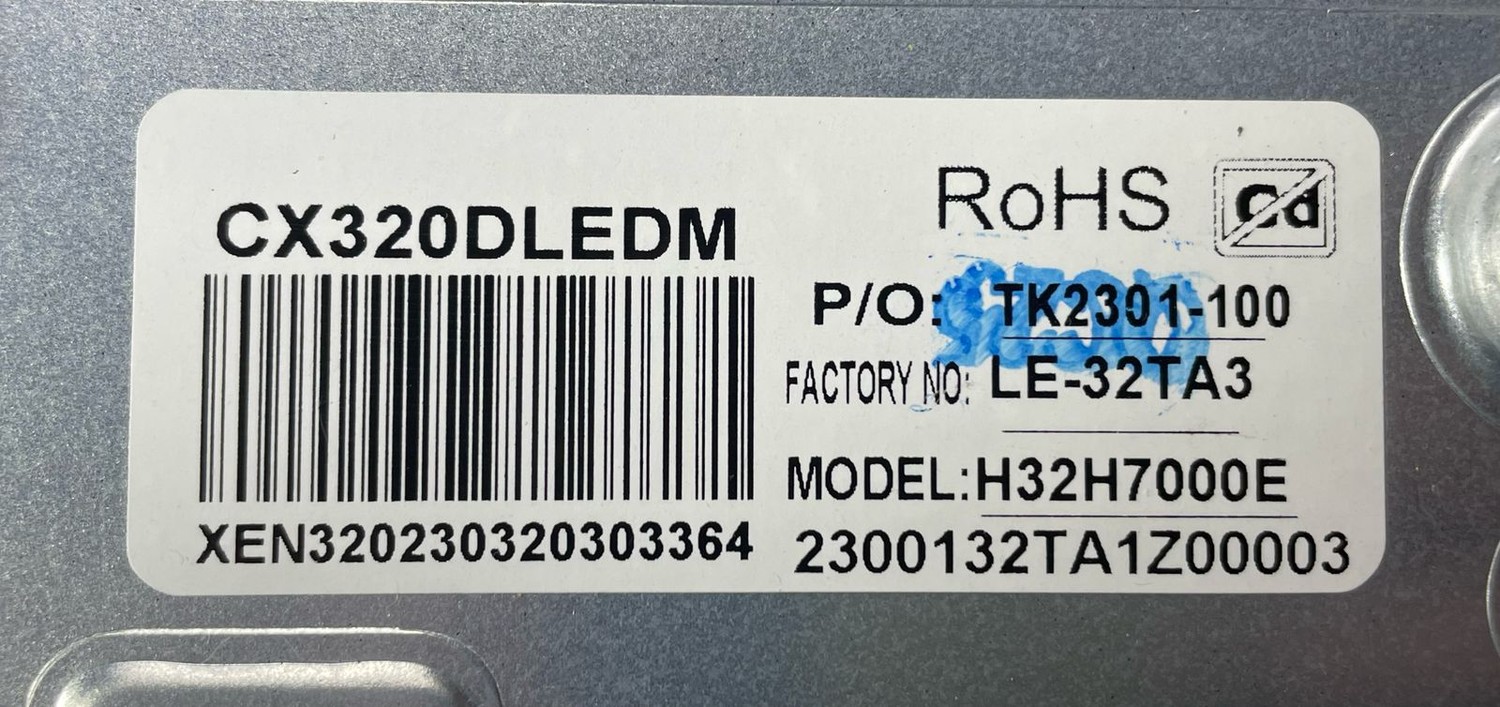 CX320DLEDM
XEN320230320303364
RoHS Cd
P/O: TK2301-100
FACTORY NO: LE-32TA3
MODEL:H32H7000E
2300132TA1Z00003